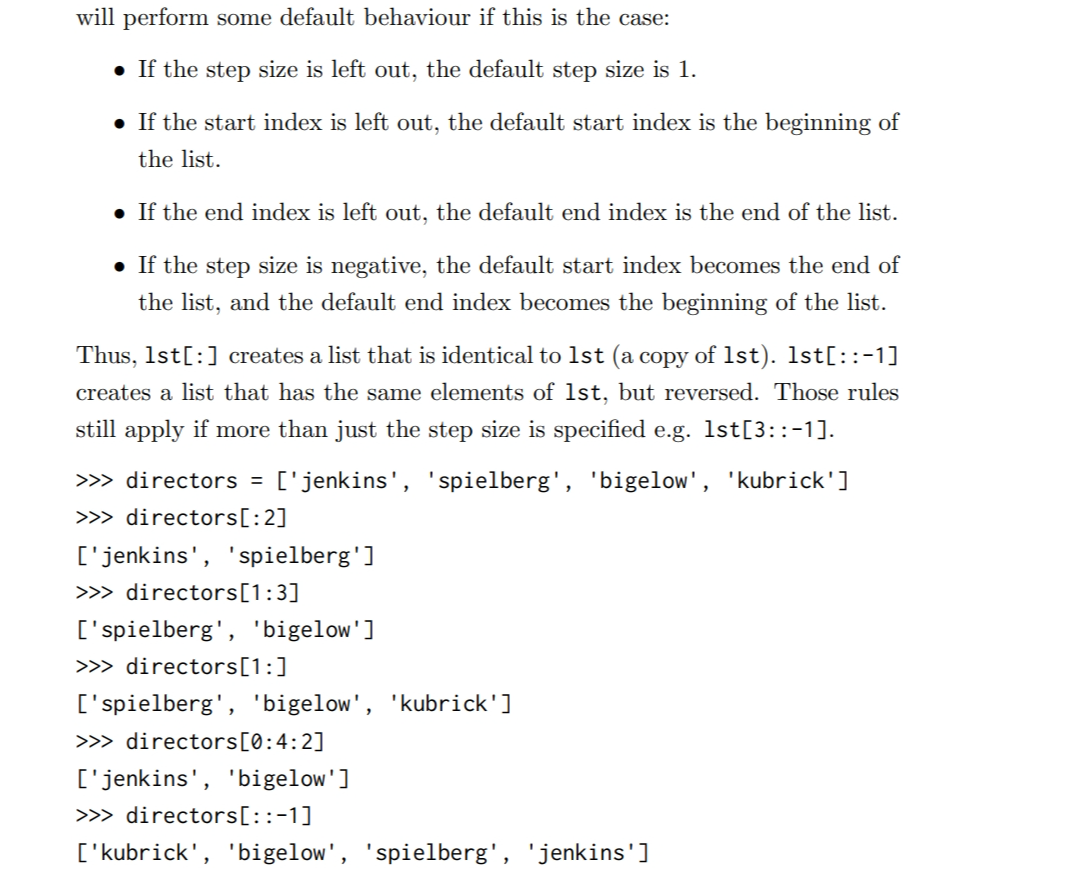 will perform some default behaviour if this is the case:
• If the step size is left out, the default step size is 1.
• If the start index is left out, the default start index is the beginning of
the list.
• If the end index is left out, the default end index is the end of the list.
• If the step size is negative, the default start index becomes the end of
the list, and the default end index becomes the beginning of the list.
Thus, lst[:] creates a list that is identical to lst (a copy of lst). lst[::-1]
creates a list that has the same elements of lst, but reversed. Those rules
still apply if more than just the step size is specified e.g. lst[3::-1].
>>> directors = ['jenkins', 'spielberg', 'bigelow', 'kubrick']
>>> directors[:2]
['jenkins', 'spielberg']
>>> directors[1:3]
['spielberg', 'bigelow']
>>> directors[1:]
['spielberg', 'bigelow', 'kubrick']
>>> directors[0:4:2]
['jenkins', 'bigelow']
>>> directors[::-1]
['kubrick', 'bigelow', 'spielberg', 'jenkins']